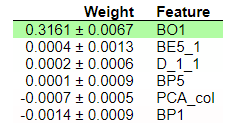 Weight Feature
0.3161 ± 0.0067 BO1
0.0004 ± 0.0013 BE5_1
0.0002 ± 0.0006 D_1_1
0.0001 ± 0.0009 BP5
-0.0007 ± 0.0005 PCA_col
-0.0014 ± 0.0009 BP1